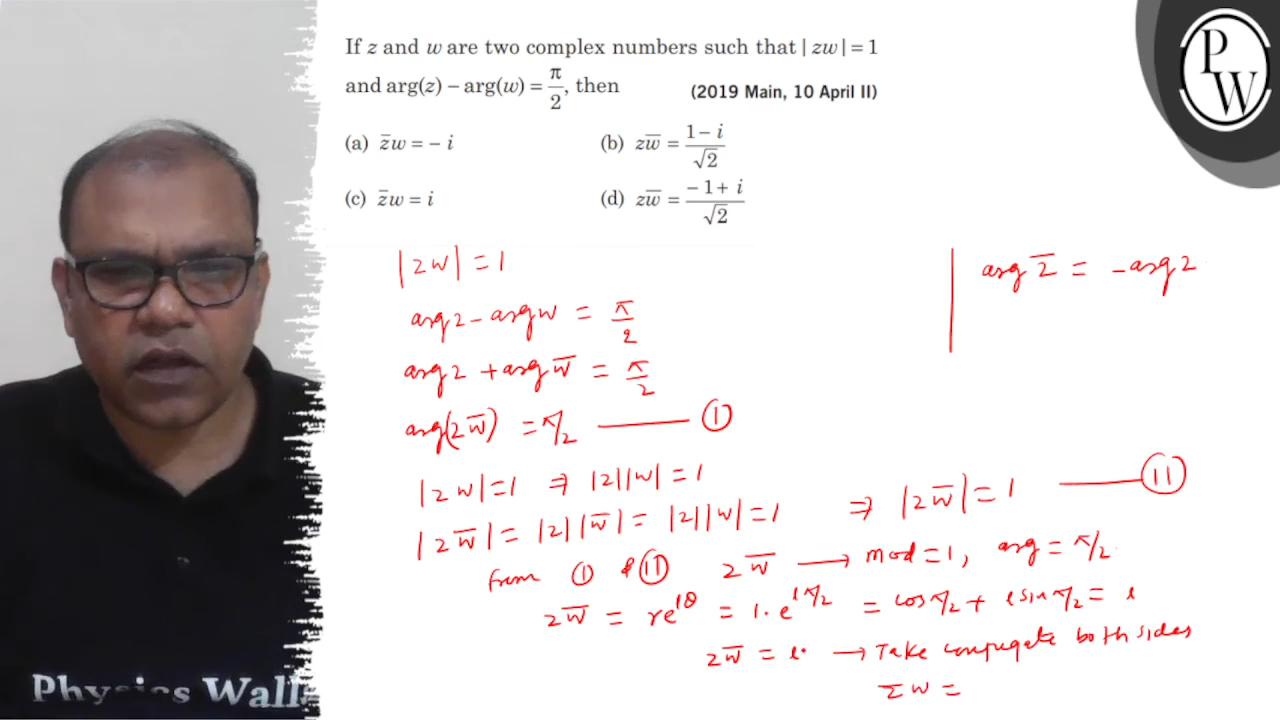 If z and w are two complex numbers such that | zw | = 1
and arg(z) − arg(w) = π/2, then (2019 Main, 10 April II)
(a) z̅w = − i (b) zw̅ = (1 − i)/√2
(c) z̅w = i (d) zw̅ = (−1 + i)/√2
PW
|zw| = 1
arg z̅ = −arg z
arg z − arg w = π/2
arg z + arg w̅ = π/2
arg(zw̅) = π/2 —— ①
|zw| = 1 ⇒ |z||w| = 1
|zw̅| = |z||w̅| = |z||w| = 1 ⇒ |zw̅| = 1 —— ⑪
from ① & ⑪ zw̅ ⟶ mod = 1, arg = π/2
zw̅ = re^{iθ} = 1·e^{iπ/2} = cos π/2 + i sin π/2 = i
zw̅ = i → Take conjugate both sides
z̅w =
Physics Wall